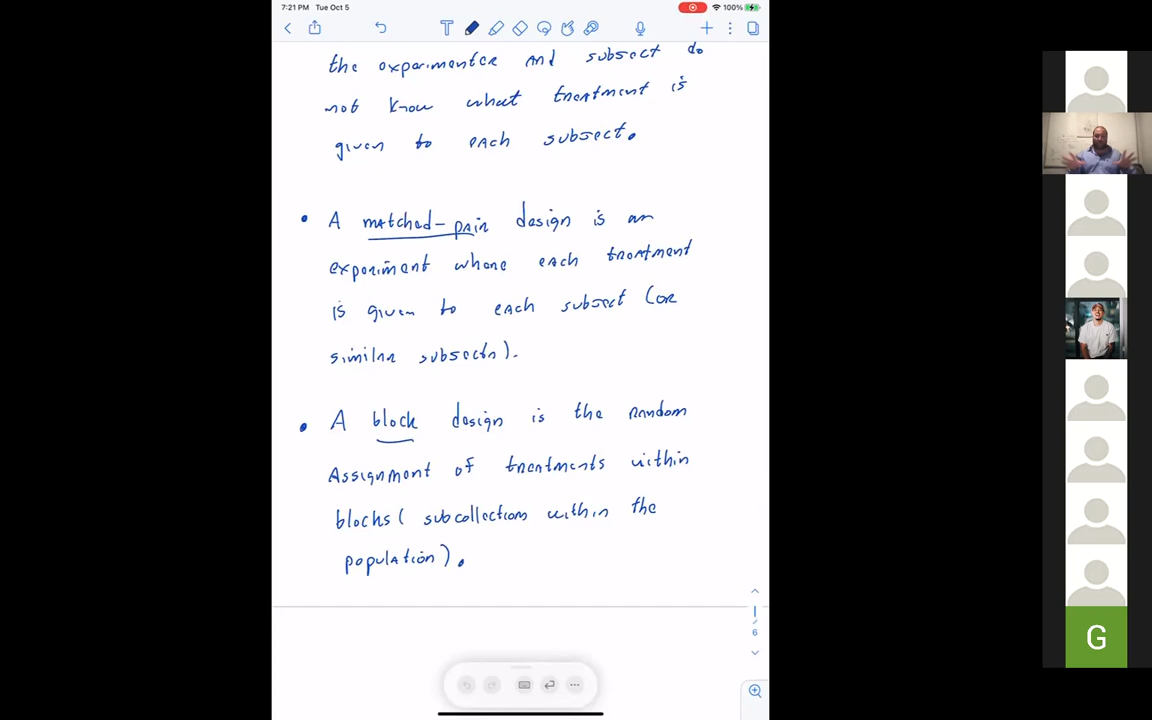 7:21 PM Tue Oct 5
100%
the experimenter and subject do
not know what treatment is
given to each subject.
• A matched-pair design is an
experiment where each treatment
is given to each subject (or
similar subjects).
• A block design is the random
Assignment of treatments within
blocks ( subcollections within the
population ).
6
G